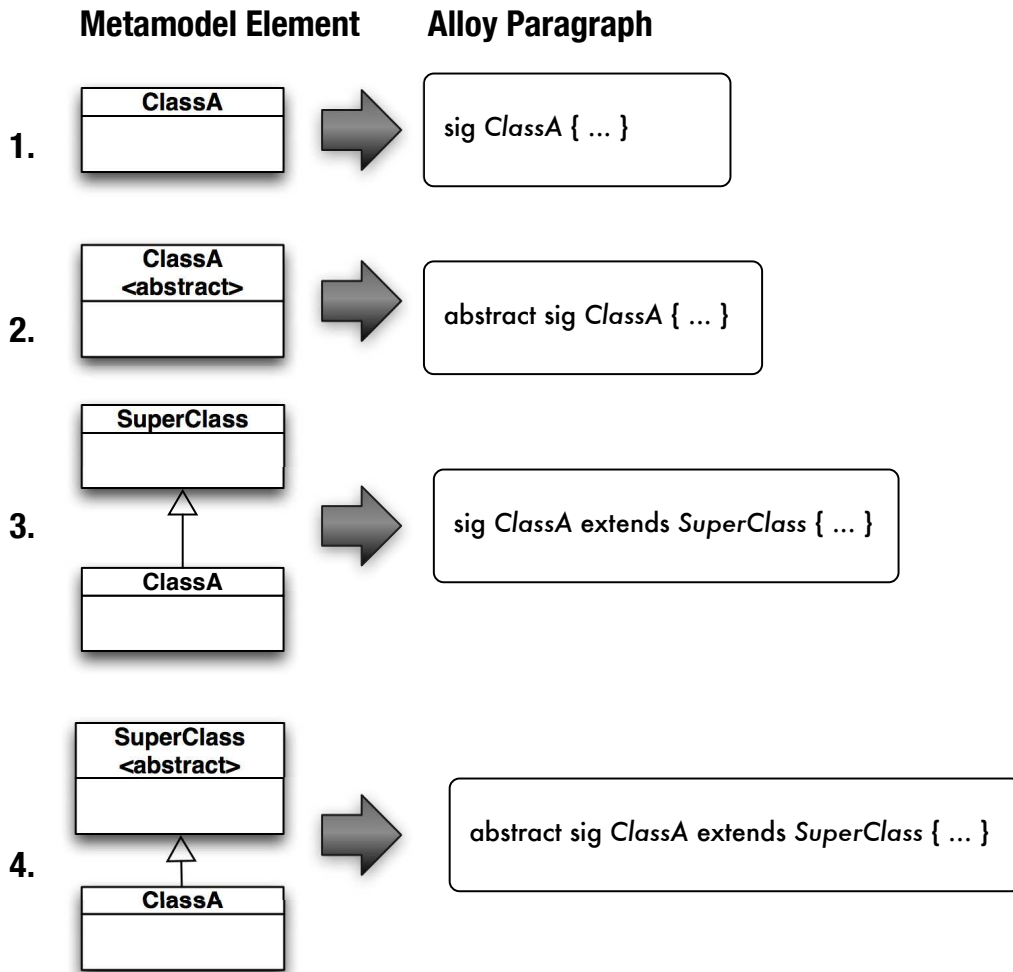 Metamodel Element Alloy Paragraph
1.
ClassA
sig ClassA { ... }
2.
ClassA
<abstract>
abstract sig ClassA { ... }
3.
SuperClass
ClassA
sig ClassA extends SuperClass { ... }
4.
SuperClass
<abstract>
ClassA
abstract sig ClassA extends SuperClass { ... }